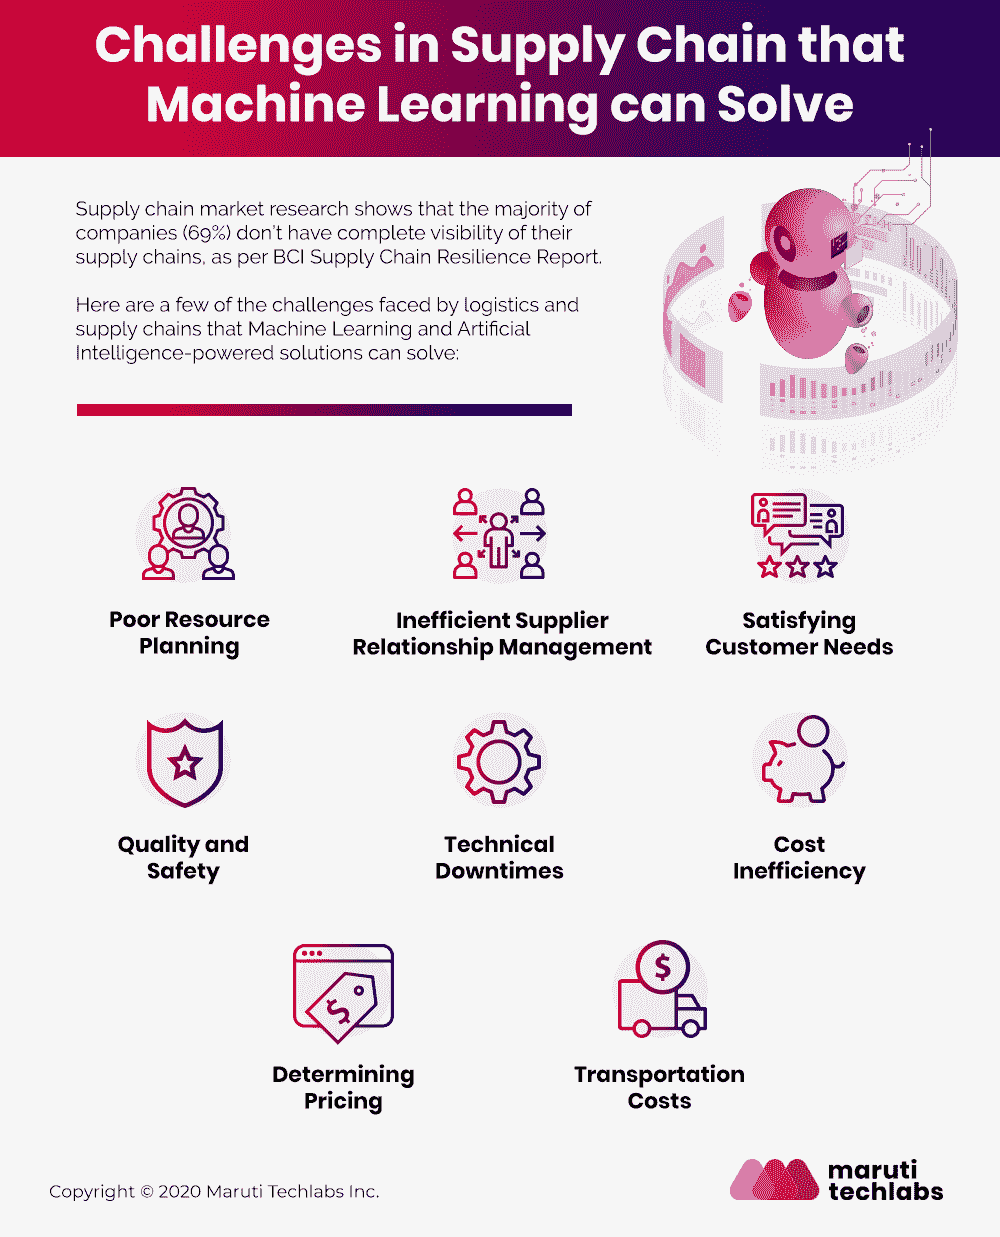 Challenges in Supply Chain that
Machine Learning can Solve
Supply chain market research shows that the majority of
companies (69%) don't have complete visibility of their
supply chains, as per BCI Supply Chain Resilience Report.
Here are a few of the challenges faced by logistics and
supply chains that Machine Learning and Artificial
Intelligence-powered solutions can solve:
Poor Resource
Planning
Inefficient Supplier
Relationship Management
Satisfying
Customer Needs
Quality and
Safety
Technical
Downtimes
Cost
Inefficiency
$
Determining
Pricing
$
Transportation
Costs
Copyright © 2020 Maruti Techlabs Inc.
maruti
techlabs